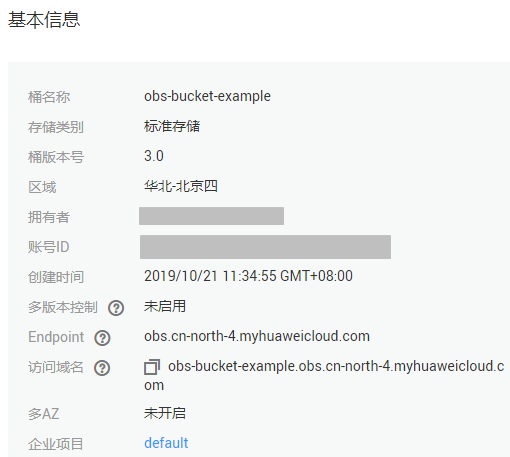 基本信息
桶名称 obs-bucket-example
存储类别 标准存储
桶版本号 3.0
区域 华北-北京四
拥有者
账号ID
创建时间 2019/10/21 11:34:55 GMT+08:00
多版本控制 ? 未启用
Endpoint ? obs.cn-north-4.myhuaweicloud.com
访问域名 ? obs-bucket-example.obs.cn-north-4.myhuaweicloud.c
om
多AZ 未开启
企业项目 default